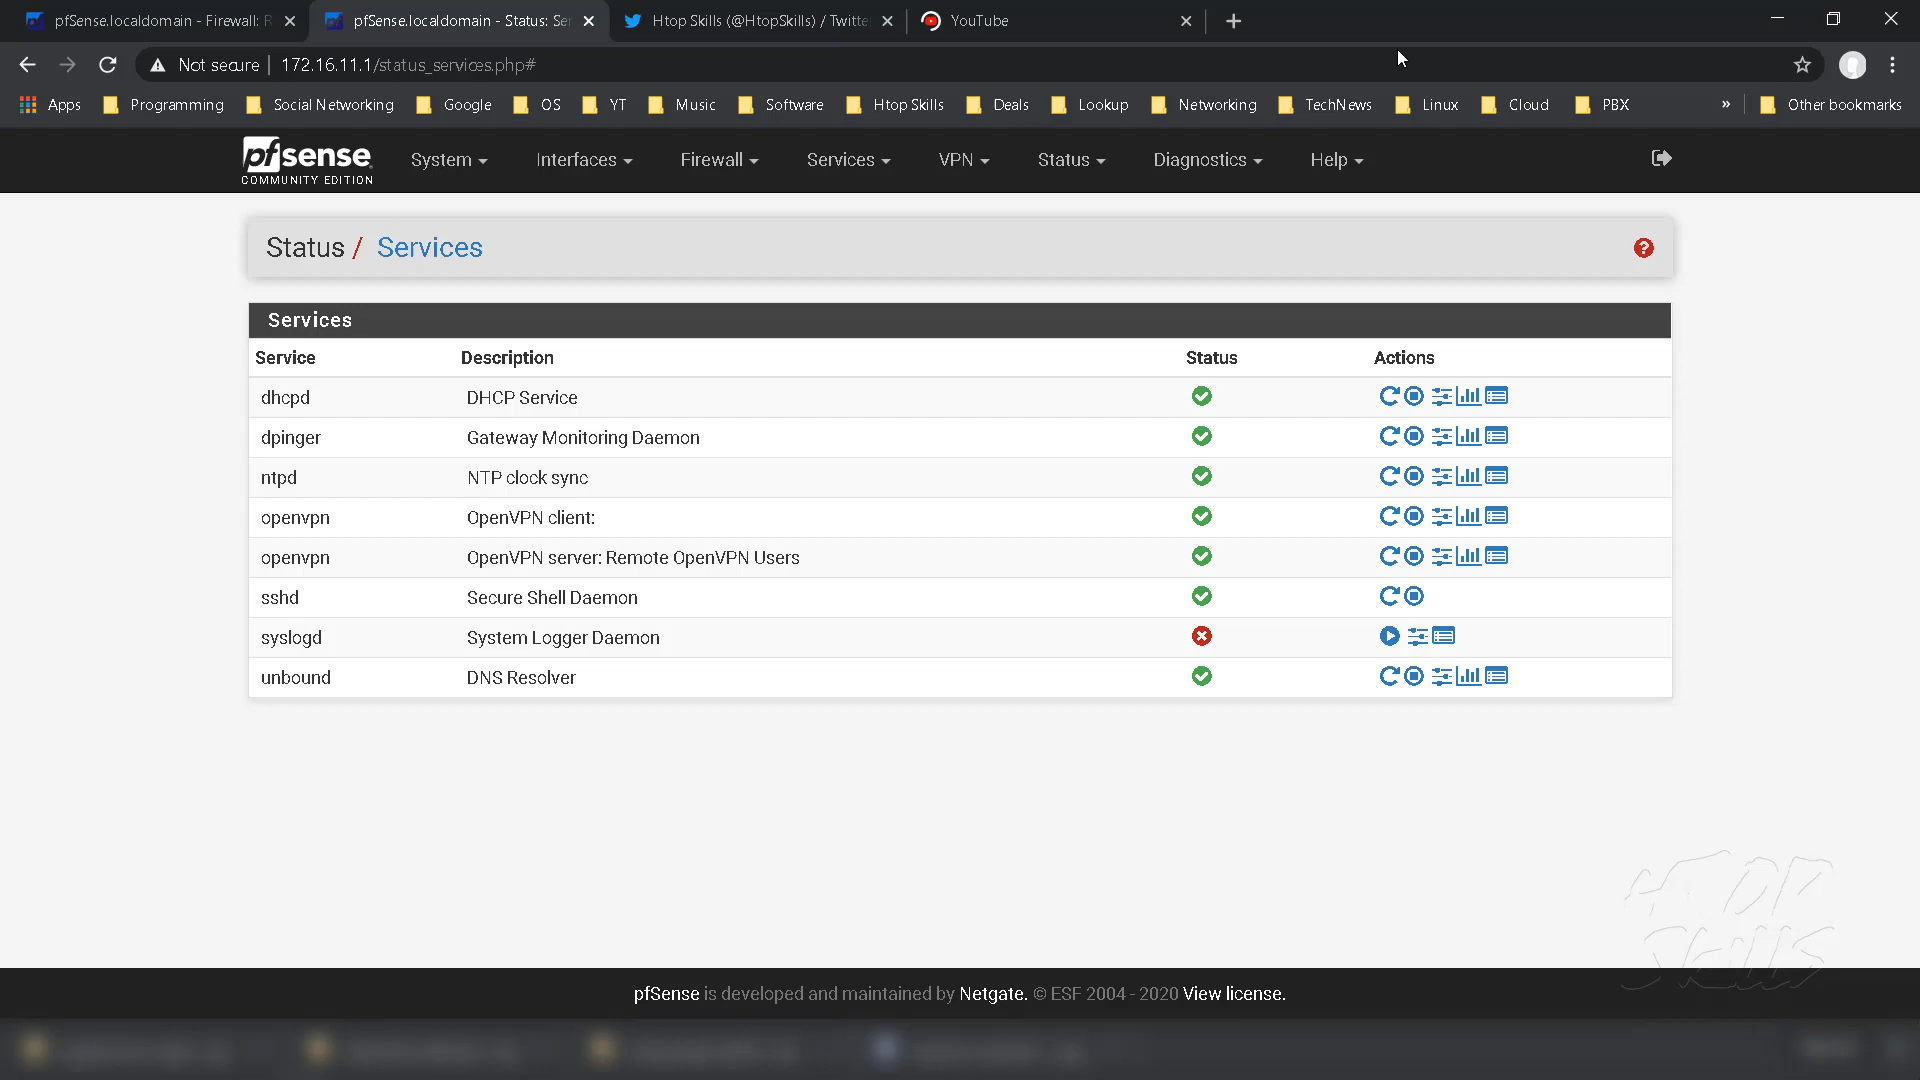 pfSense.localdomain - Firewall: R
pfSense.localdomain - Status: Ser
Htop Skills (@HtopSkills) / Twitte
YouTube
Not secure
172.16.11.1/status_services.php#
Apps
Programming
Social Networking
Google
OS
YT
Music
Software
Htop Skills
Deals
Lookup
Networking
TechNews
Linux
Cloud
PBX
»
Other bookmarks
pfsense
COMMUNITY EDITION
System
Interfaces
Firewall
Services
VPN
Status
Diagnostics
Help
Status / Services
Services
Service Description Status Actions
dhcpd DHCP Service
dpinger Gateway Monitoring Daemon
ntpd NTP clock sync
openvpn OpenVPN client:
openvpn OpenVPN server: Remote OpenVPN Users
sshd Secure Shell Daemon
syslogd System Logger Daemon
unbound DNS Resolver
HTOP
SKILLS
pfSense is developed and maintained by Netgate. © ESF 2004 - 2020 View license.